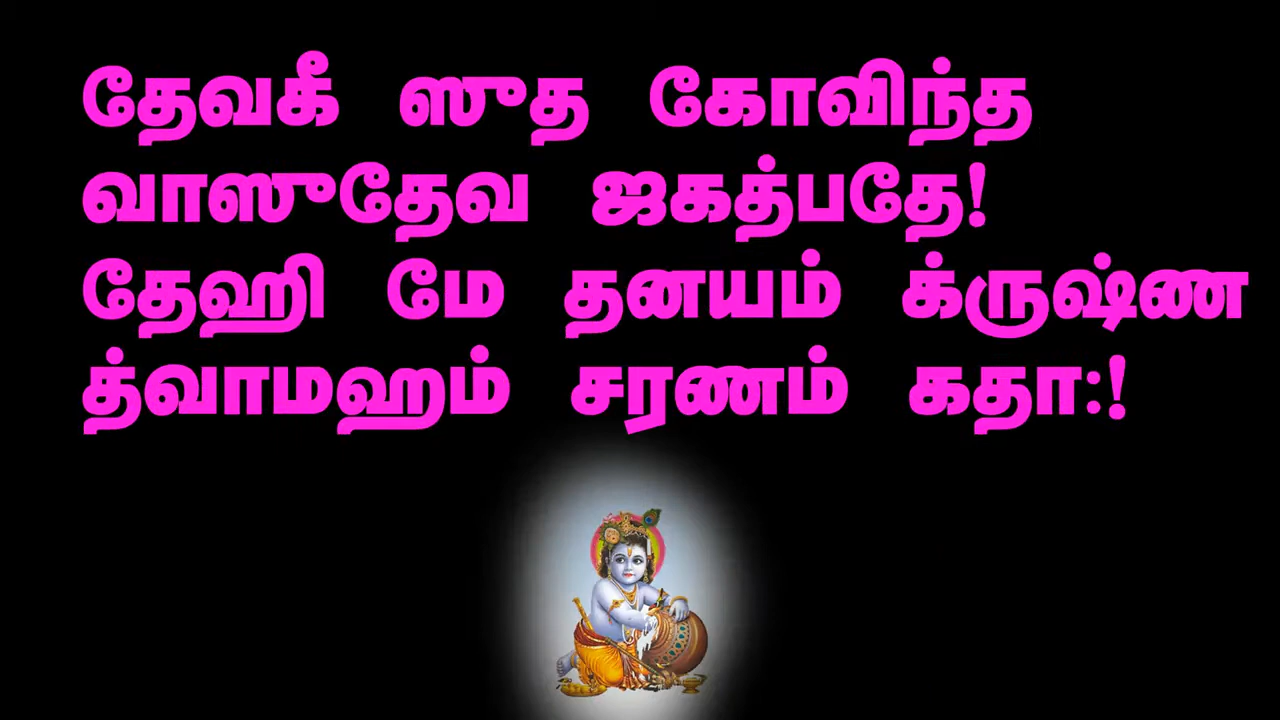 தேவகீ ஸுத கோவிந்த
வாஸுதேவ ஜகத்பதே!
தேஹி மே தனயம் க்ருஷ்ண
த்வாமஹம் சரணம் கதா:!